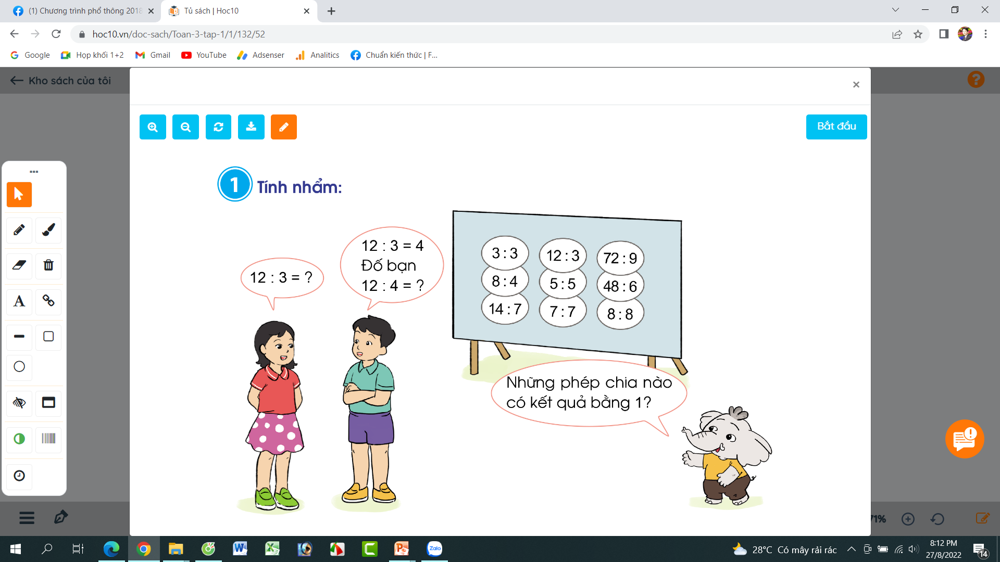 (1) Chương trình phổ thông 2018
Tủ sách | Hoc10
hoc10.vn/doc-sach/Toan-3-tap-1/1/132/52
Google
Họp khối 1+2
Gmail
YouTube
Adsenser
Analitics
Chuẩn kiến thức | F...
Kho sách của tôi
Bắt đầu
1 Tính nhẩm:
12 : 3 = ?
12 : 3 = 4
Đố bạn
12 : 4 = ?
3 : 3 12 : 3 72 : 9
8 : 4 5 : 5 48 : 6
14 : 7 7 : 7 8 : 8
Những phép chia nào
có kết quả bằng 1?
71%
Zalo
28°C Có mây rải rác
8:12 PM
27/8/2022
14